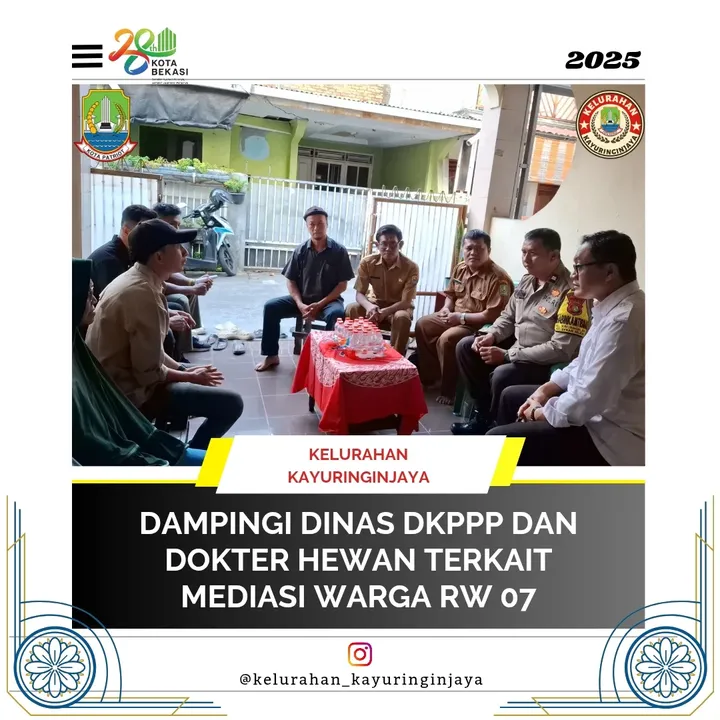 28th
KOTA
BEKASI
2025
KOTA PATRIOT
KELURAHAN
KAYURINGINJAYA
KELURAHAN
KAYURINGINJAYA
DAMPINGI DINAS DKPPP DAN
DOKTER HEWAN TERKAIT
MEDIASI WARGA RW 07
@kelurahan_kayuringinjaya